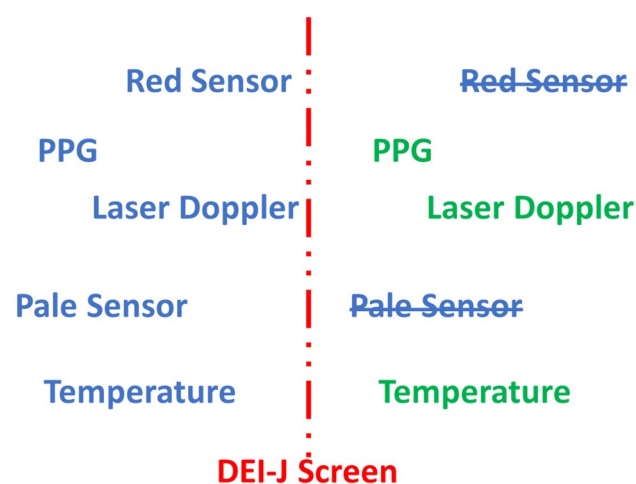 Red Sensor
PPG
Laser Doppler
Pale Sensor
Temperature
Red Sensor
PPG
Laser Doppler
Pale Sensor
Temperature
DEI-J Screen